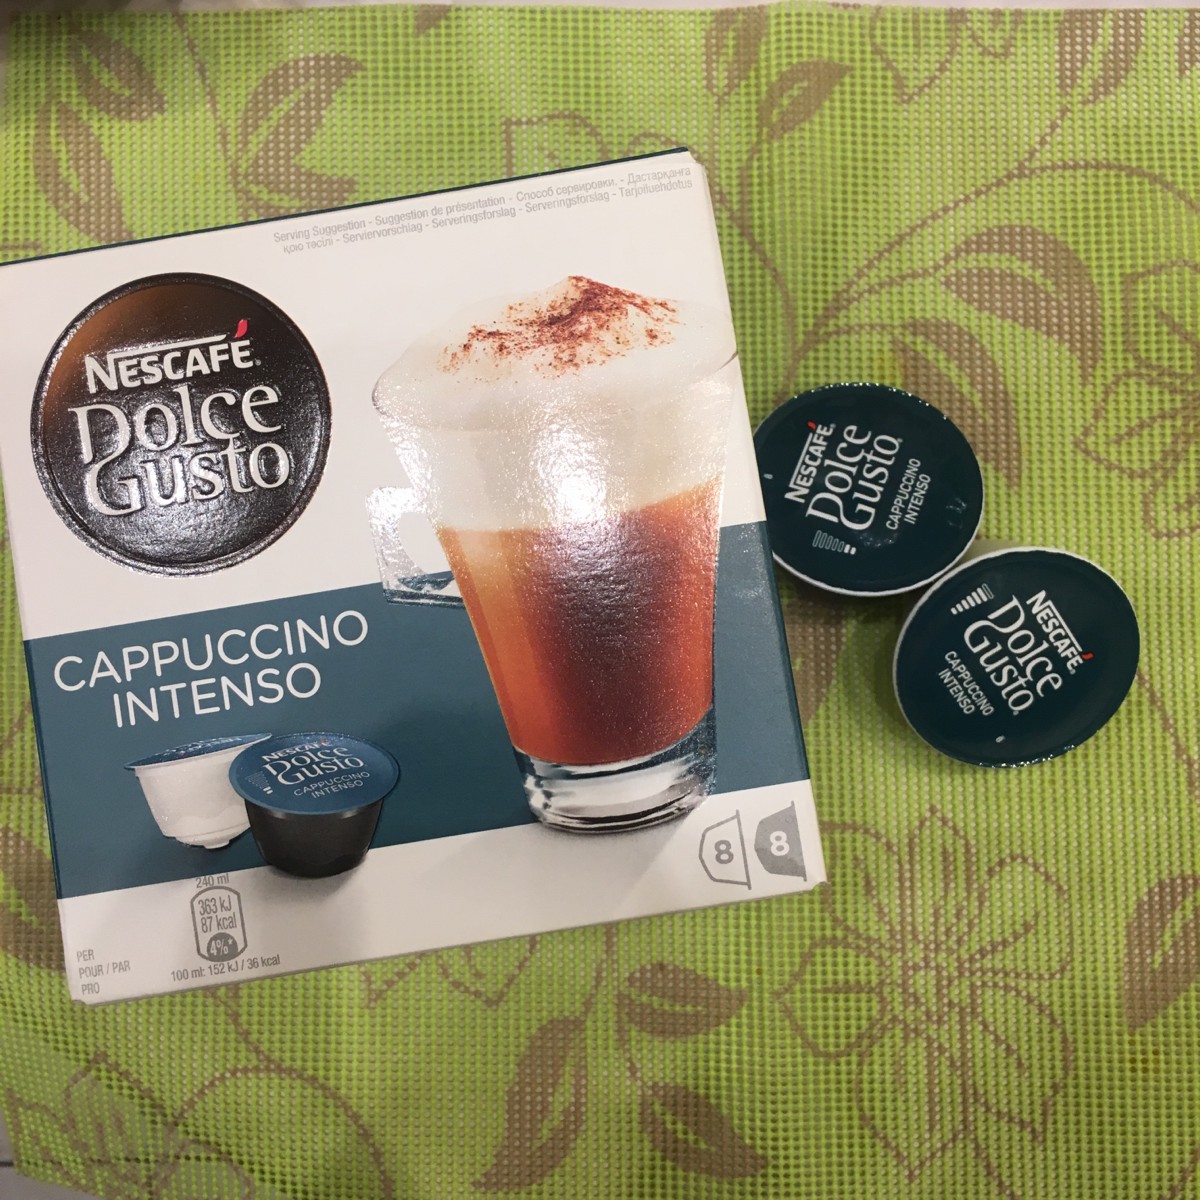 Serving Suggestion - Suggestion de présentation - Способ сервировки. - Дастарқанға
қою тәсілі - Serviervorschlag - Serveringsforslag - Serveringsforslag - Tarjoiluehdotus
NESCAFÉ®
DOLCE
GUSTO
CAPPUCCINO
INTENSO
NESCAFÉ
DOLCE
GUSTO
CAPPUCCINO
INTENSO
8 8
240 ml
363 kJ
87 kcal
4%*
PER
POUR / PAR
PRO
100 ml: 152 kJ / 36 kcal
NESCAFÉ®
DOLCE
GUSTO®
CAPPUCCINO
INTENSO
NESCAFÉ®
DOLCE
GUSTO®
CAPPUCCINO
INTENSO